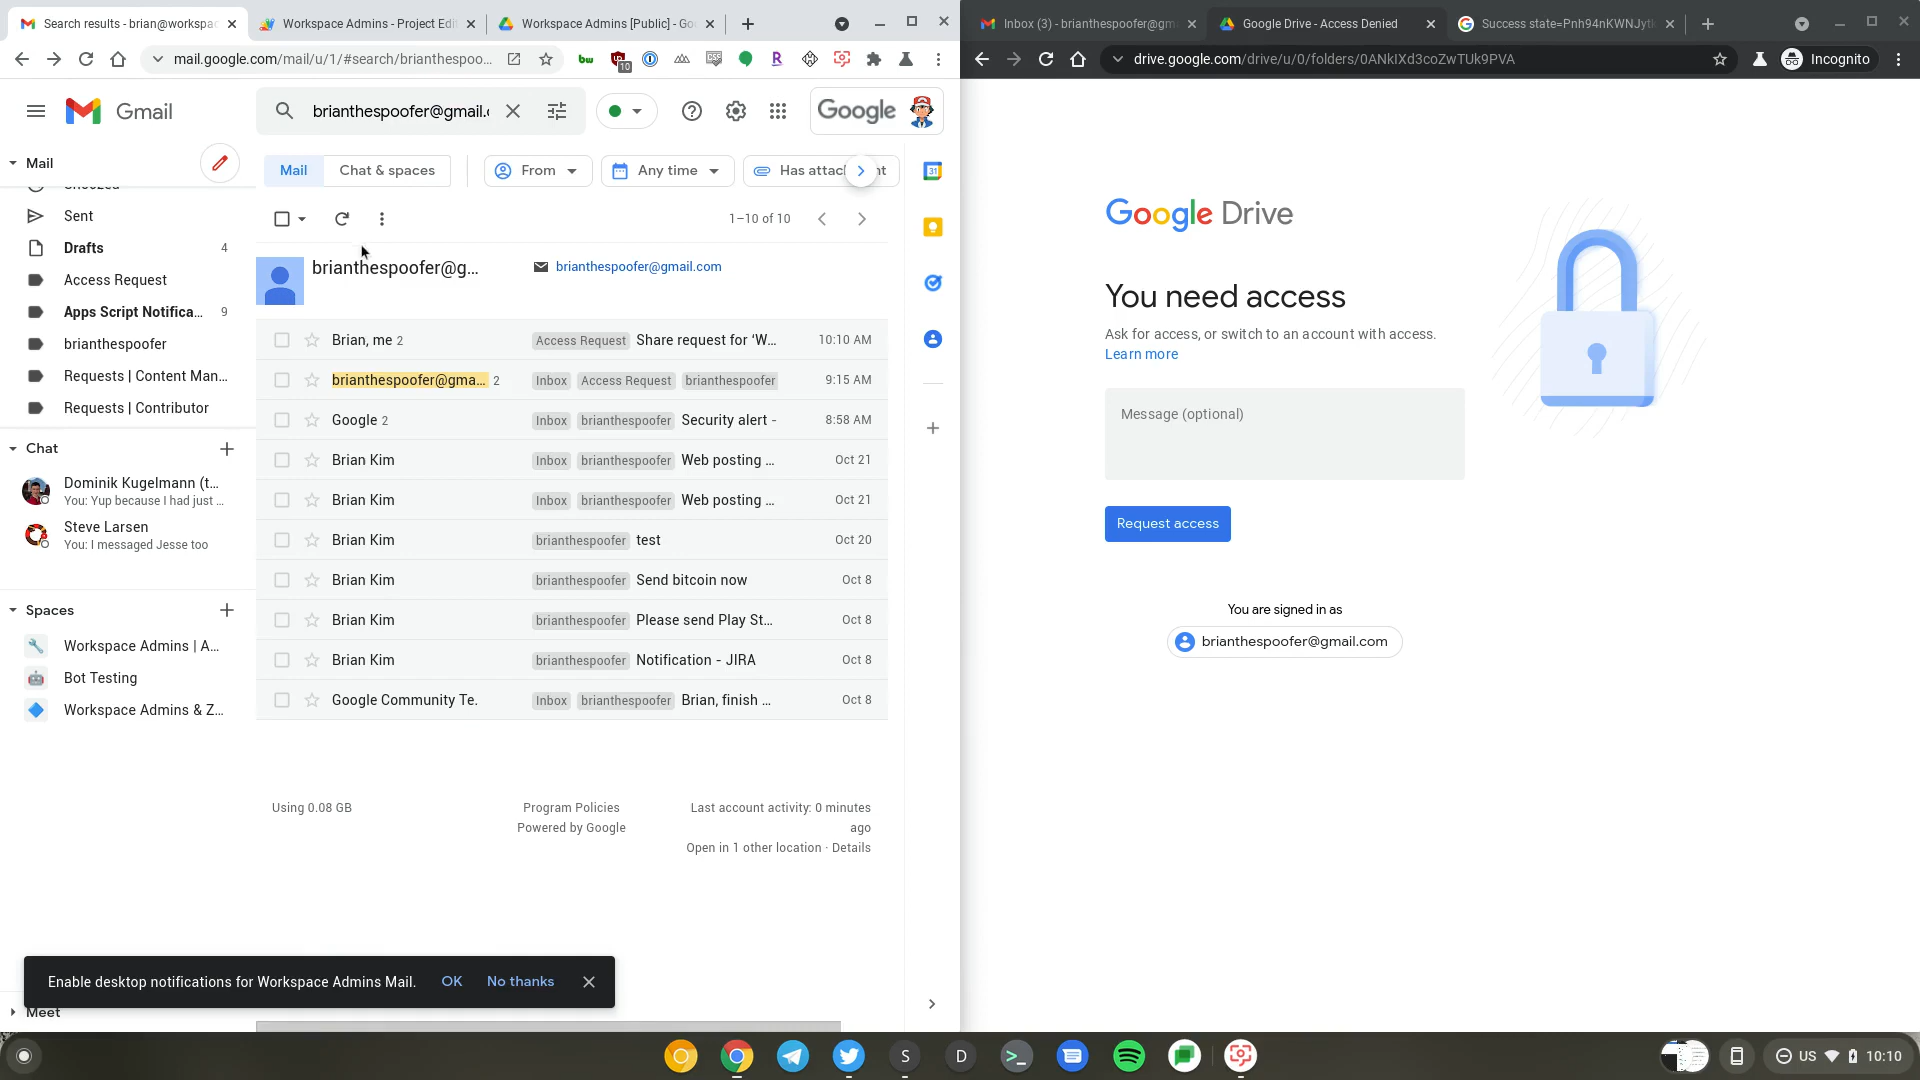 Search results - brian@workspac
Workspace Admins - Project Edi
Workspace Admins [Public] - Go
mail.google.com/mail/u/1/#search/brianthespoo...
bw
10
R
Gmail
brianthespoofer@gmail.c
Google
Mail
Sent
Drafts 4
Access Request
Apps Script Notifica... 9
brianthespoofer
Requests | Content Man...
Requests | Contributor
Chat
Dominik Kugelmann (t...
You: Yup because I had just ...
Steve Larsen
You: I messaged Jesse too
Spaces
Workspace Admins | A...
Bot Testing
Workspace Admins & Z...
Meet
Mail
Chat & spaces
From
Any time
Has attac
nt
1–10 of 10
brianthespoofer@g...
brianthespoofer@gmail.com
Brian, me 2 Access Request Share request for ‘W... 10:10 AM
brianthespoofer@gma... 2 Inbox Access Request brianthespoofer 9:15 AM
Google 2 Inbox brianthespoofer Security alert - 8:58 AM
Brian Kim Inbox brianthespoofer Web posting ... Oct 21
Brian Kim Inbox brianthespoofer Web posting ... Oct 21
Brian Kim brianthespoofer test Oct 20
Brian Kim brianthespoofer Send bitcoin now Oct 8
Brian Kim brianthespoofer Please send Play St... Oct 8
Brian Kim brianthespoofer Notification - JIRA Oct 8
Google Community Te. Inbox brianthespoofer Brian, finish ... Oct 8
Using 0.08 GB
Program Policies
Powered by Google
Last account activity: 0 minutes
ago
Open in 1 other location · Details
31
Enable desktop notifications for Workspace Admins Mail. OK No thanks
Inbox (3) - brianthespoofer@gm
Google Drive - Access Denied
Success state=Pnh94nKWNJyt
drive.google.com/drive/u/0/folders/0ANkIXd3coZwTUk9PVA
Incognito
Google Drive
You need access
Ask for access, or switch to an account with access.
Learn more
Message (optional)
Request access
You are signed in as
brianthespoofer@gmail.com
S
D
US
10:10